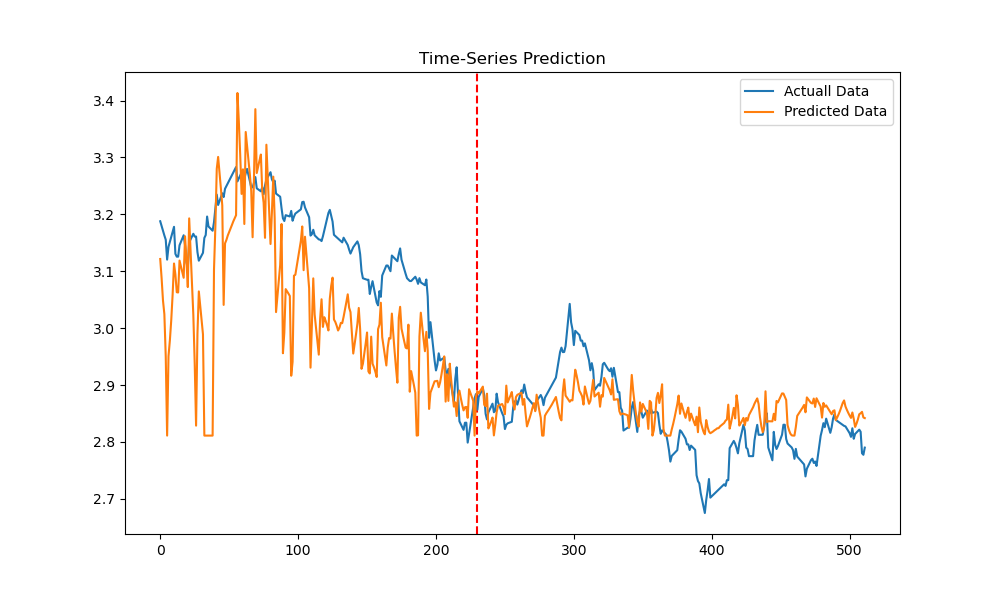 Time-Series Prediction
Actuall Data
Predicted Data
3.4
3.3
3.2
3.1
3.0
2.9
2.8
2.7
0 100 200 300 400 500